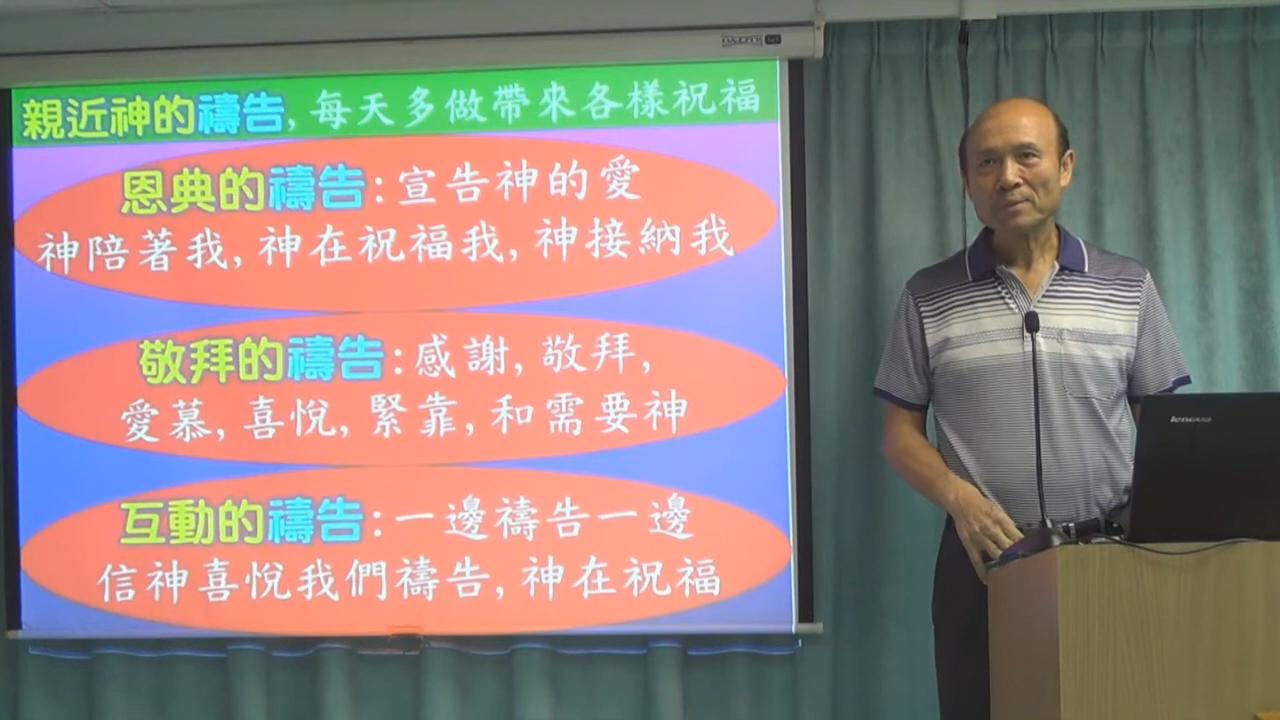 親近神的禱告, 每天多做帶來各樣祝福
恩典的禱告: 宣告神的愛
神陪著我, 神在祝福我, 神接納我
敬拜的禱告: 感謝, 敬拜,
愛慕, 喜悅, 緊靠, 和需要神
互動的禱告: 一邊禱告一邊
信神喜悅我們禱告, 神在祝福
lenovo